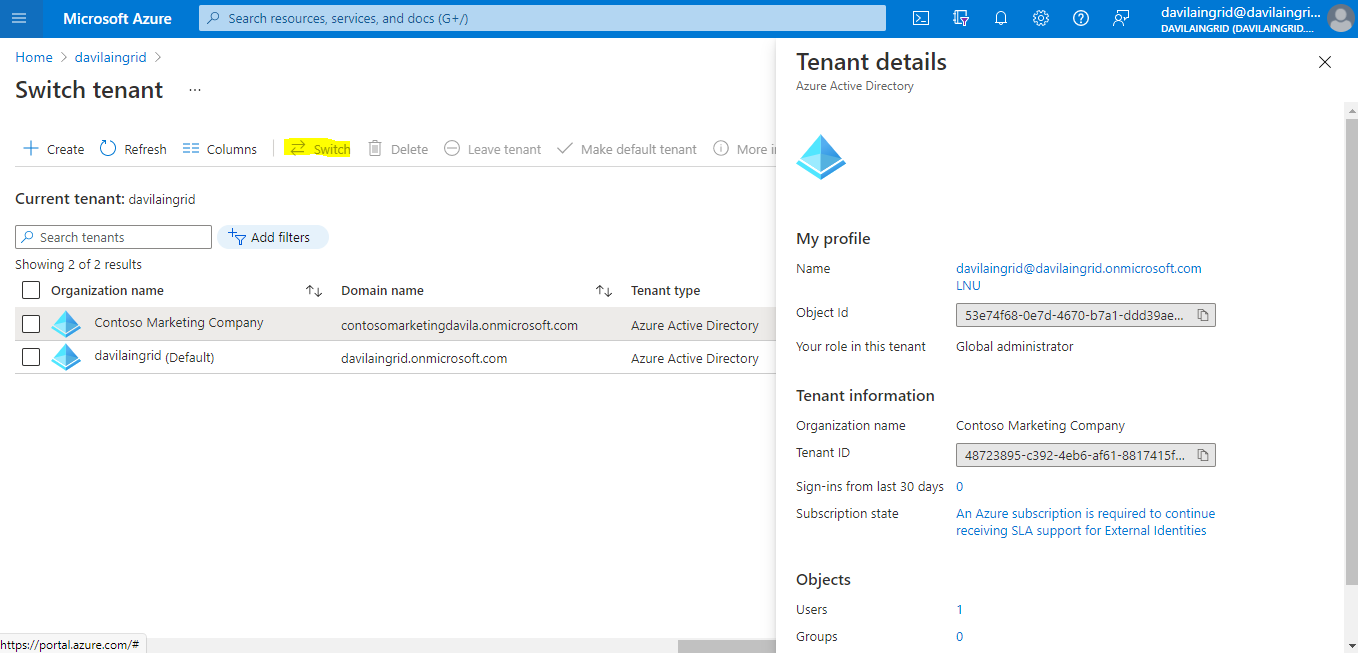 Microsoft Azure
Search resources, services, and docs (G+/)
davilaingrid@davilaingri...
DAVILAINGRID (DAVILAINGRID....
Home > davilaingrid >
Switch tenant ...
Create Refresh Columns Switch Delete Leave tenant Make default tenant More in
Current tenant: davilaingrid
Search tenants Add filters
Showing 2 of 2 results
Organization name Domain name Tenant type
Contoso Marketing Company contosomarketingdavila.onmicrosoft.com Azure Active Directory
davilaingrid (Default) davilaingrid.onmicrosoft.com Azure Active Directory
https://portal.azure.com/#
Tenant details
Azure Active Directory
My profile
Name davilaingrid@davilaingrid.onmicrosoft.com
LNU
Object Id 53e74f68-0e7d-4670-b7a1-ddd39ae...
Your role in this tenant Global administrator
Tenant information
Organization name Contoso Marketing Company
Tenant ID 48723895-c392-4eb6-af61-8817415f...
Sign-ins from last 30 days 0
Subscription state An Azure subscription is required to continue
receiving SLA support for External Identities
Objects
Users 1
Groups 0